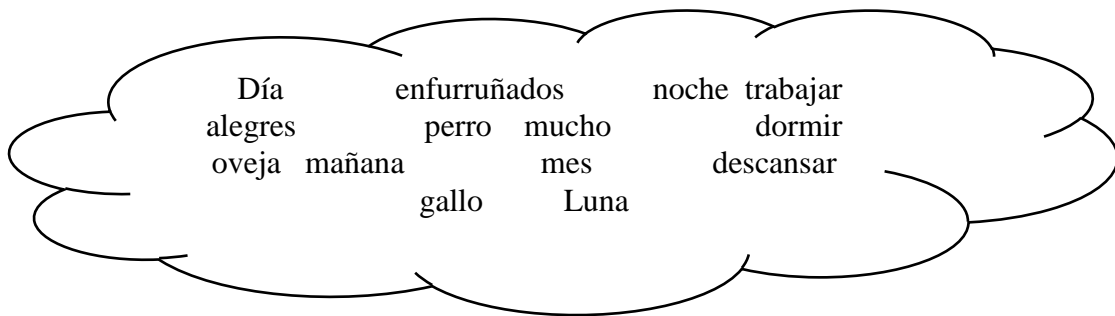 Día enfurruñados noche trabajar
alegres perro mucho dormir
oveja mañana mes descansar
gallo Luna